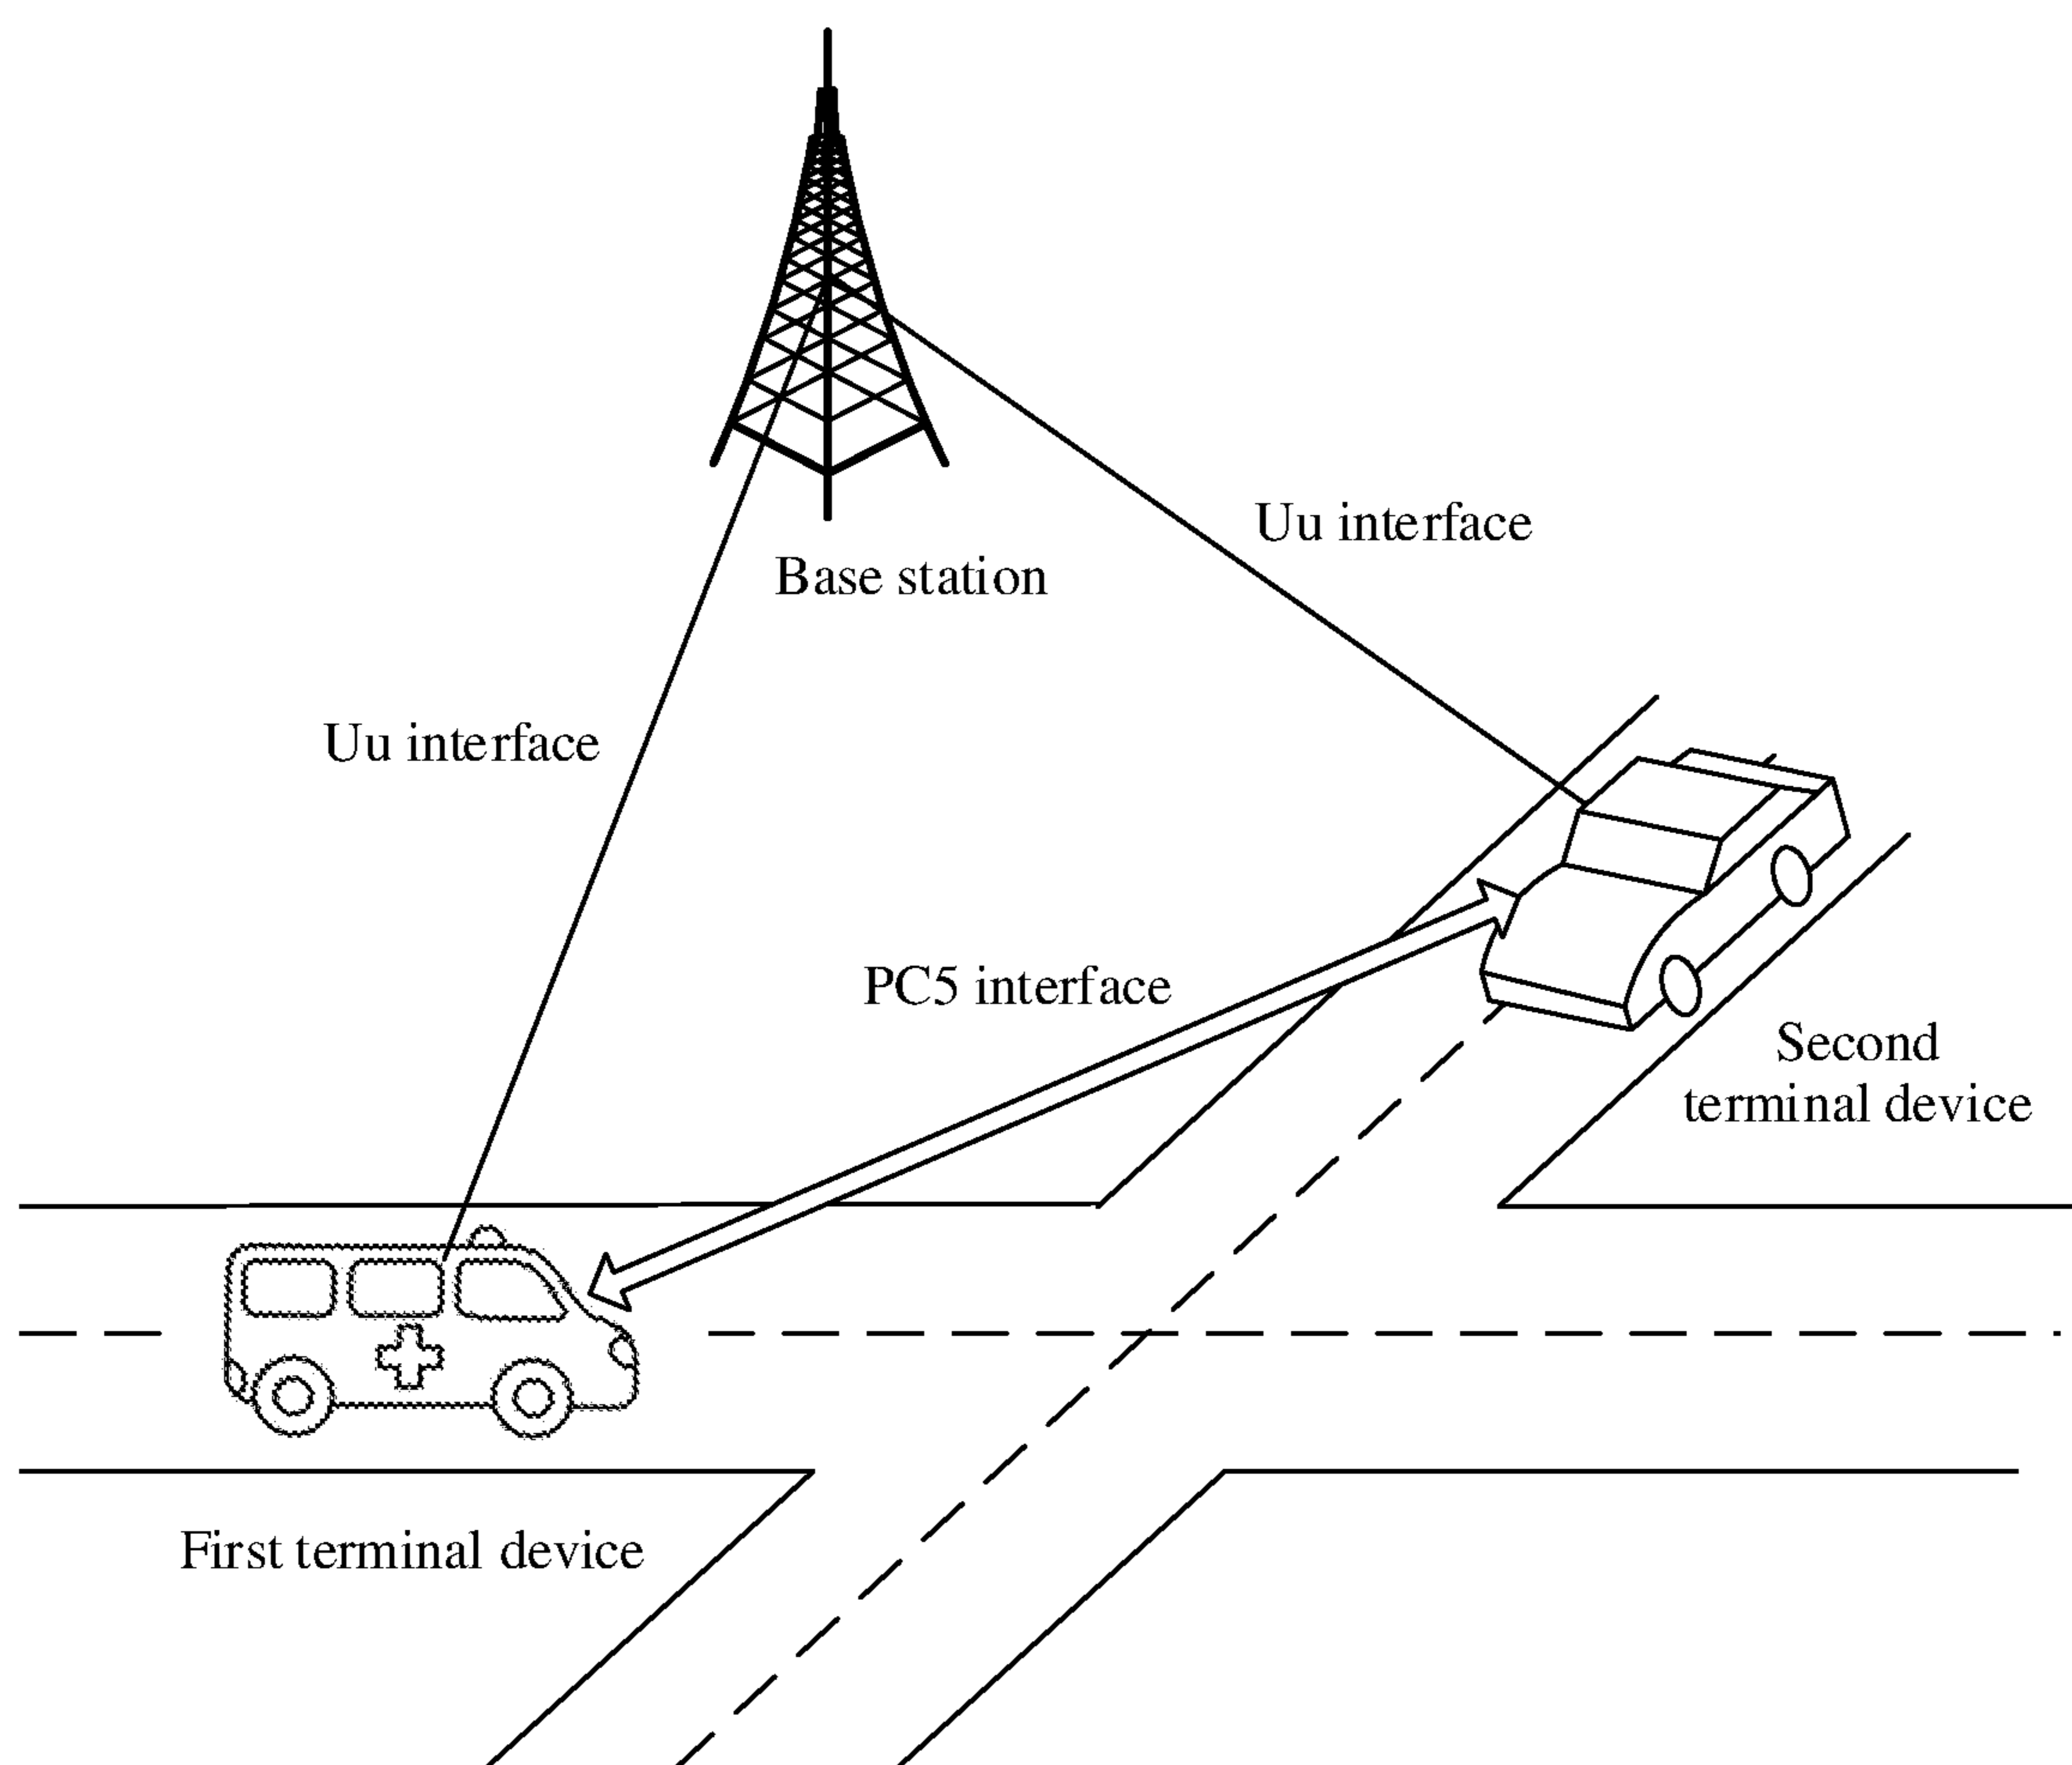 Uu interface
Base station
Uu interface
PC5 interface
Second
terminal device
First terminal device